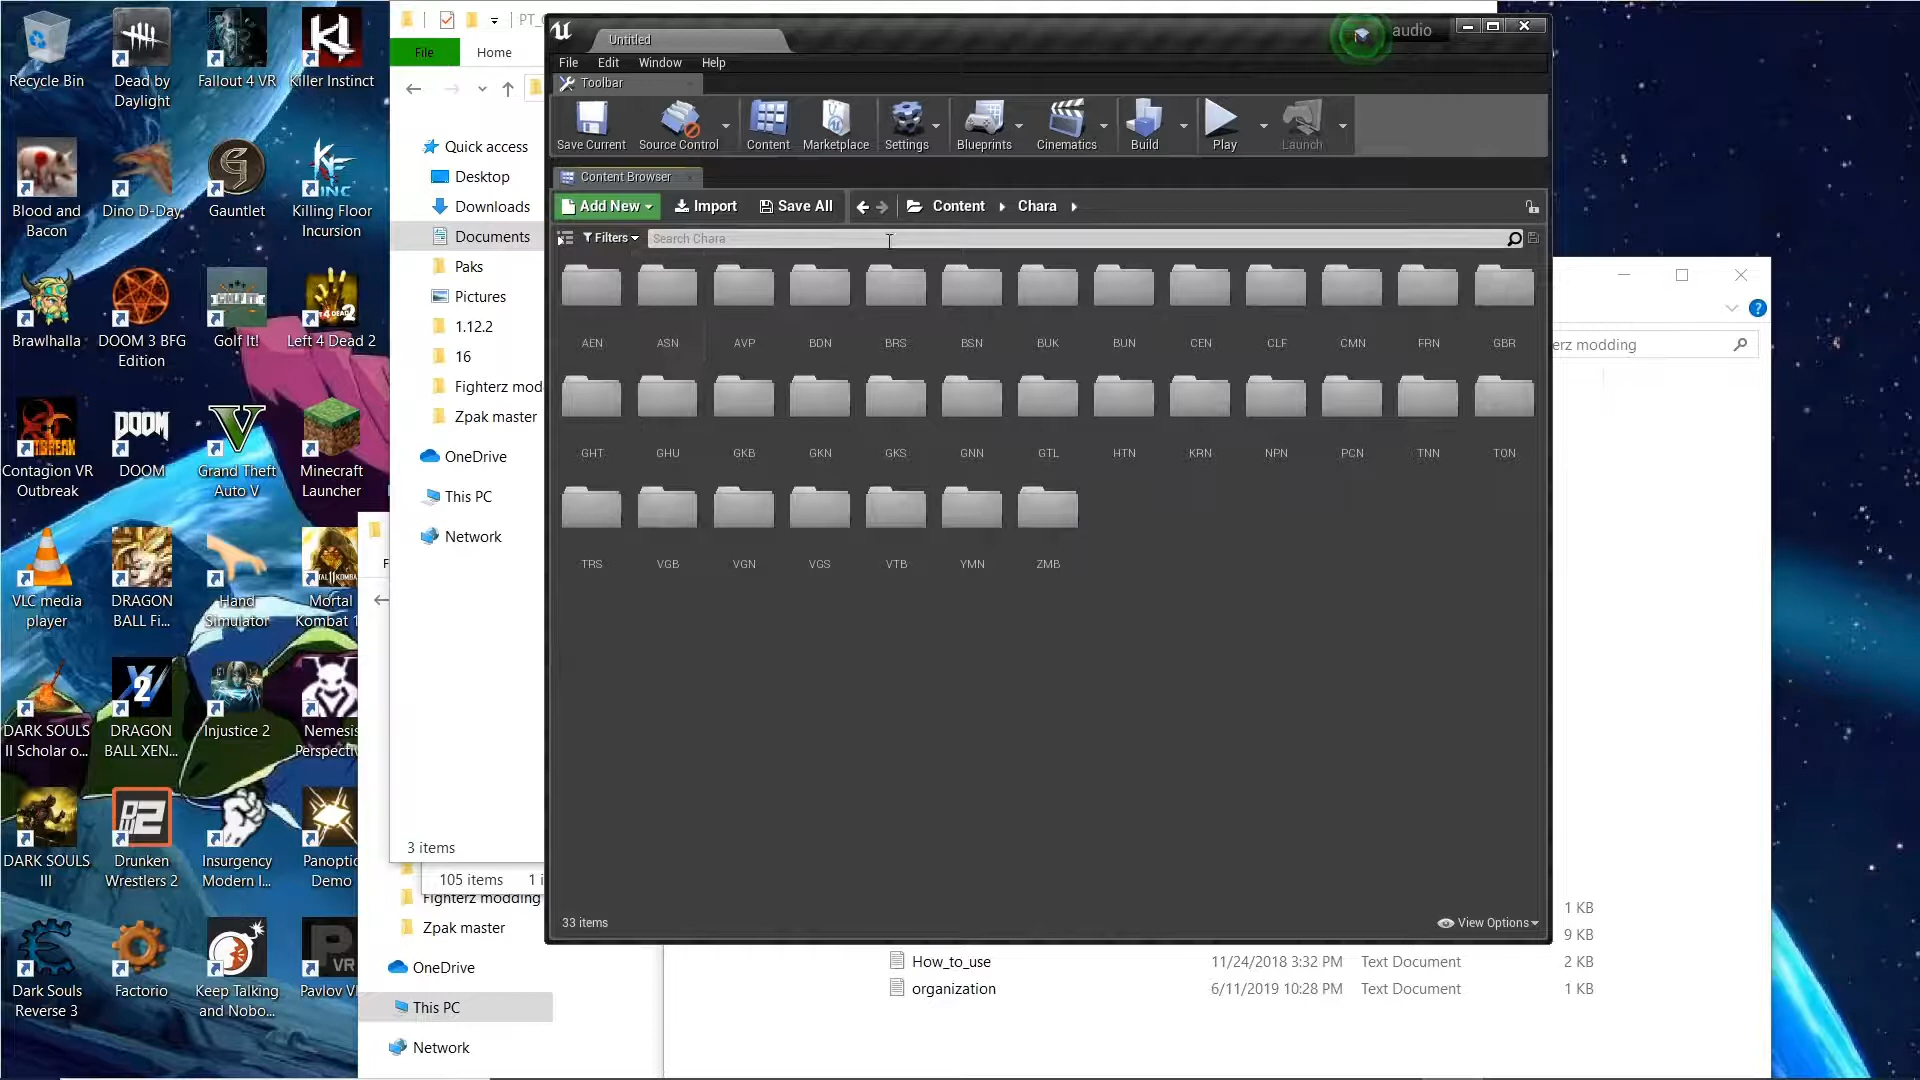 Recycle Bin
Dead by
Daylight
Fallout 4 VR
Killer Instinct
Blood and
Bacon
Dino D-Day
Gauntlet
Killing Floor
Incursion
Brawlhalla
DOOM 3 BFG
Edition
Golf It!
Left 4 Dead 2
Contagion VR
Outbreak
DOOM
Grand Theft
Auto V
Minecraft
Launcher
VLC media
player
DRAGON
BALL Fi...
Hand
Simulator
Mortal
Kombat 1
DARK SOULS
II Scholar o...
DRAGON
BALL XEN...
Injustice 2
Nemesis
Perspecti
DARK SOULS
III
Drunken
Wrestlers 2
Insurgency
Modern I...
Panoptic
Demo
Dark Souls
Reverse 3
Factorio
Keep Talking
and Nobo...
Pavlov V
File
Home
Quick access
Desktop
Downloads
Documents
Paks
Pictures
1.12.2
16
Fighterz mod
Zpak master
OneDrive
This PC
Network
3 items
105 items 1 i
Fighterz modding
Zpak master
OneDrive
This PC
Network
Untitled
audio
File Edit Window Help
Toolbar
Save Current Source Control Content Marketplace Settings Blueprints Cinematics Build Play Launch
Content Browser
Add New Import Save All Content Chara
Filters Search Chara
AEN ASN AVP BDN BRS BSN BUK BUN CEN CLF CMN FRN GBR
GHT GHU GKB GKN GKS GNN GTL HTN KRN NPN PCN TNN TON
TRS VGB VGN VGS VTB YMN ZMB
33 items View Options
erz modding
1 KB
9 KB
How_to_use 11/24/2018 3:32 PM Text Document 2 KB
organization 6/11/2019 10:28 PM Text Document 1 KB